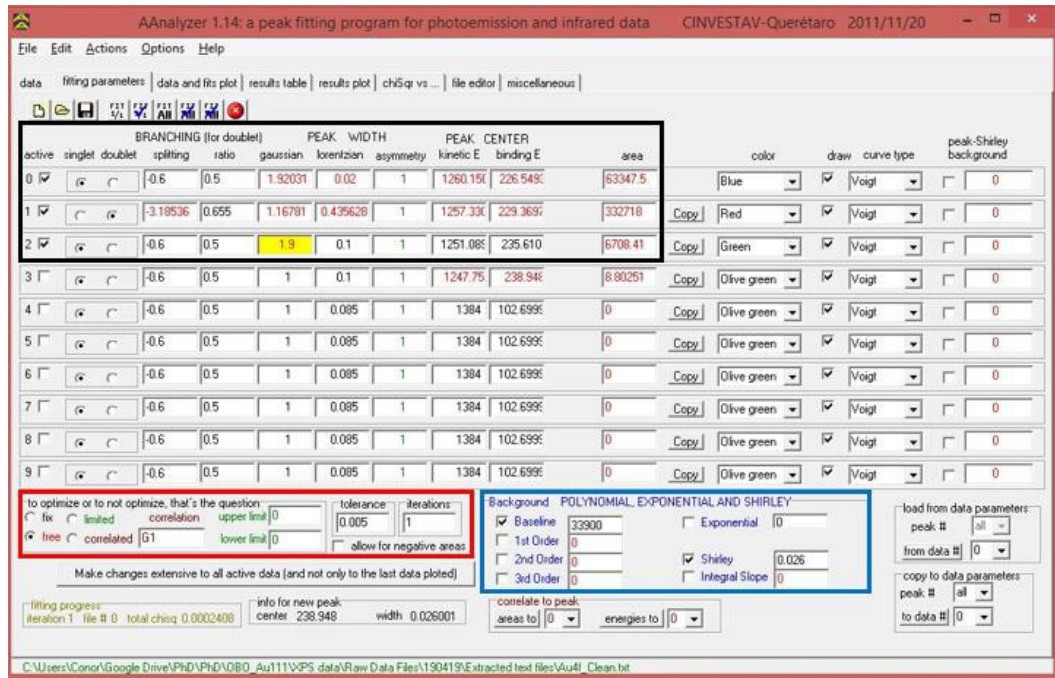 AAnalyzer 1.14: a peak fitting program for photoemission and infrared data CINVESTAV-Querétaro 2011/11/20
File Edit Actions Options Help
data fitting parameters data and fits plot results table results plot chiSqr vs ... file editor miscellaneous
BRANCHING (for doublet) PEAK WIDTH PEAK CENTER peak-Shirley
active singlet doublet splitting ratio gaussian lorentzian asymmetry kinetic E binding E area color draw curve type background
0 -0.6 0.5 1.92031 0.02 1 1260.150 226.549 63347.5 Blue Voigt 0
1 -3.18536 0.655 1.16781 0.435628 1 1257.330 229.369 332718 Copy Red Voigt 0
2 -0.6 0.5 1.9 0.1 1 1251.089 235.610 6708.41 Copy Green Voigt 0
3 -0.6 0.5 1 0.1 1 1247.75 238.948 8.80251 Copy Olive green Voigt 0
4 -0.6 0.5 1 0.085 1 1384 102.6999 0 Copy Olive green Voigt 0
5 -0.6 0.5 1 0.085 1 1384 102.6999 0 Copy Olive green Voigt 0
6 -0.6 0.5 1 0.085 1 1384 102.6999 0 Copy Olive green Voigt 0
7 -0.6 0.5 1 0.085 1 1384 102.6999 0 Copy Olive green Voigt 0
8 -0.6 0.5 1 0.085 1 1384 102.6999 0 Copy Olive green Voigt 0
9 -0.6 0.5 1 0.085 1 1384 102.6999 0 Copy Olive green Voigt 0
to optimize or to not optimize, that's the question tolerance iterations Background POLYNOMIAL, EXPONENTIAL AND SHIRLEY load from data parameters
fix limited correlation upper limit 0 0.005 1 Baseline 33900 Exponential 0 peak # all
free correlated G1 lower limit 0 allow for negative areas 1st Order 0 from data # 0
2nd Order 0 Shirley 0.026
3rd Order 0 Integral Slope 0
Make changes extensive to all active data (and not only to the last data ploted) copy to data parameters
peak # all
fitting progress info for new peak correlate to peak
iteration 1 file # 0 total chisq 0.0002408 center 238.948 width 0.026001 areas to 0 energies to 0 to data # 0
C:\Users\Conor\Google Drive\PhD\PhD\OBO_Au111\XPS data\Raw Data Files\190419\Extracted text files\Au4f_Clean.txt